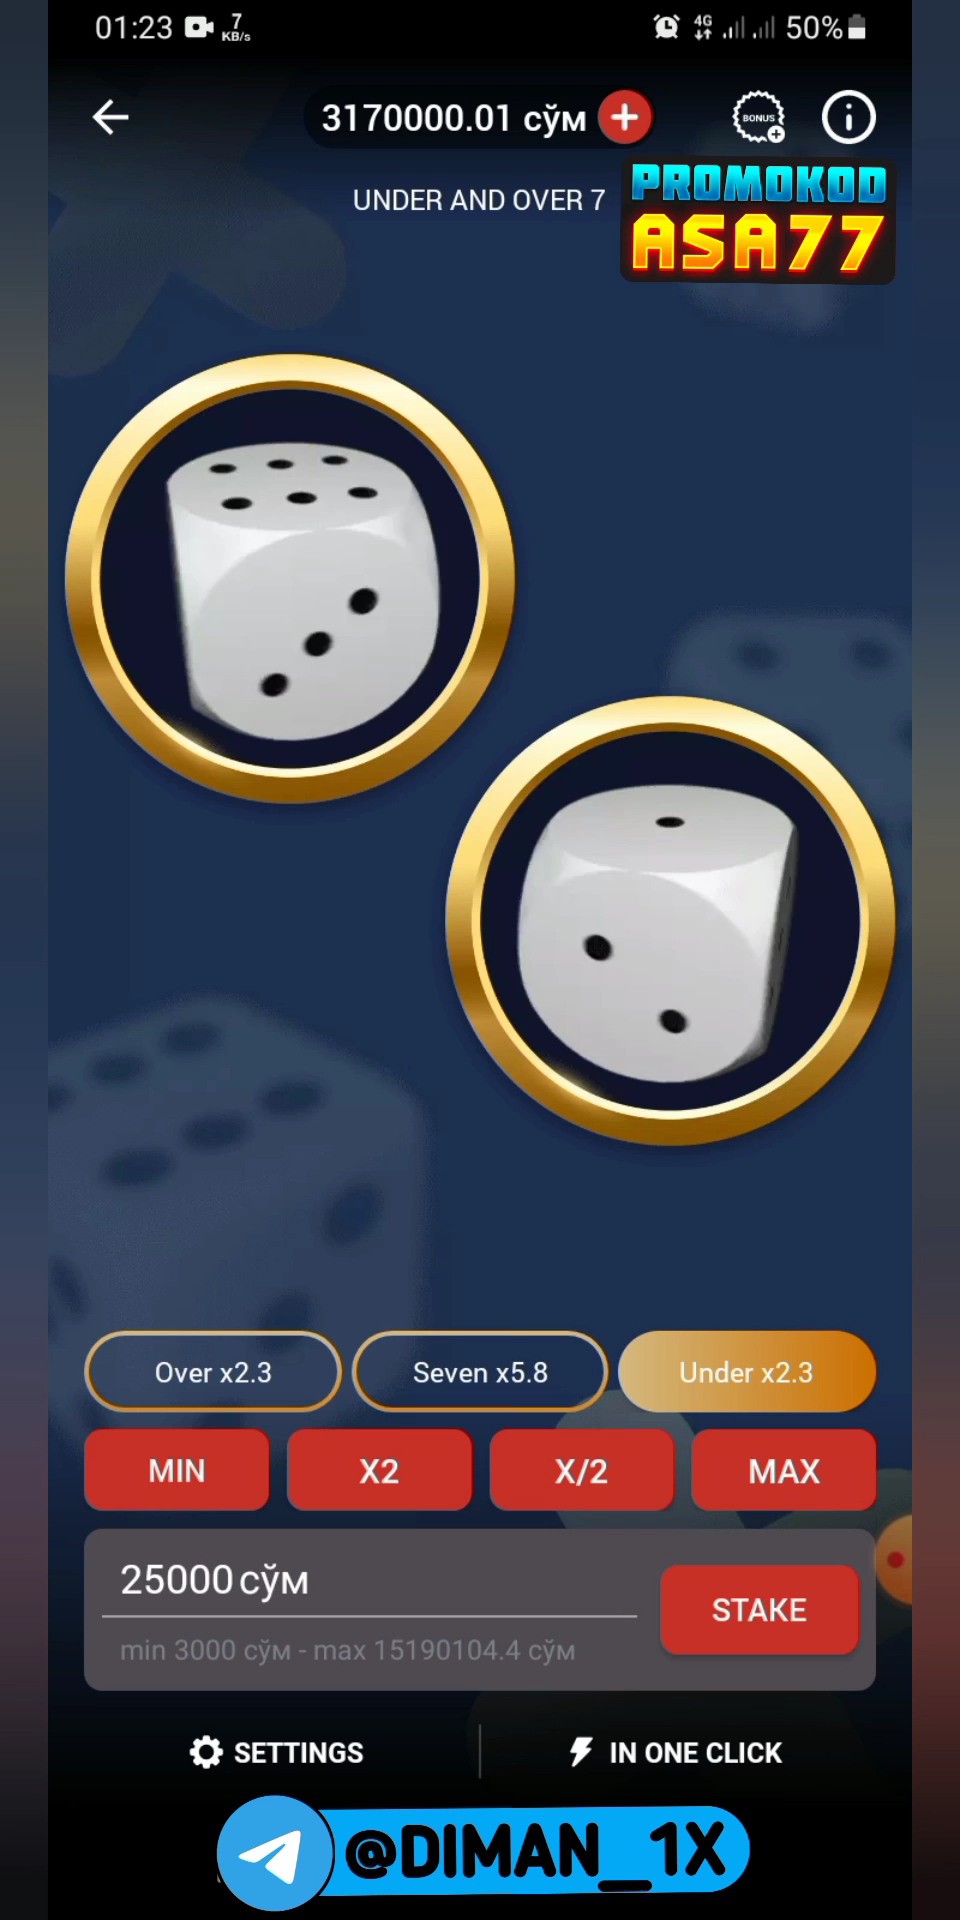 01:23 7 KB/s 4G 50%
3170000.01 сўм BONUS
UNDER AND OVER 7
PROMOKOD
ASA77
Over x2.3 Seven x5.8 Under x2.3
MIN X2 X/2 MAX
25000 сўм
STAKE
min 3000 сўм - max 15190104.4 сўм
SETTINGS IN ONE CLICK
@DIMAN_1X